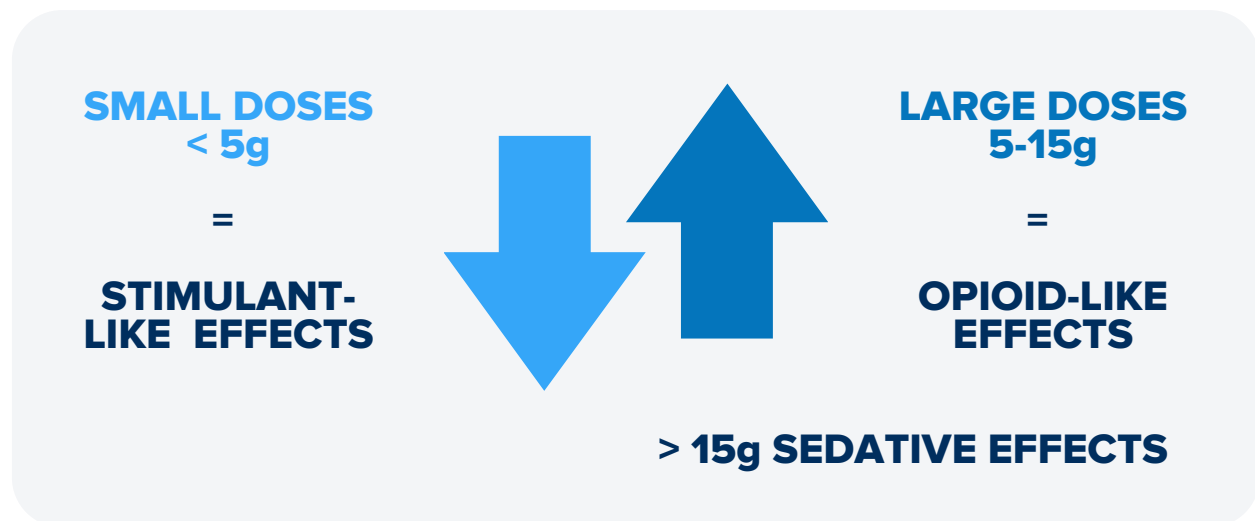 SMALL DOSES
< 5g
=
STIMULANT-
LIKE EFFECTS
LARGE DOSES
5-15g
=
OPIOID-LIKE
EFFECTS
> 15g SEDATIVE EFFECTS